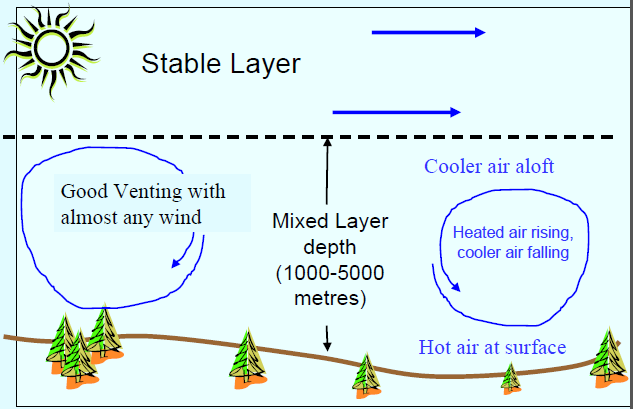 Stable Layer
Cooler air aloft
Good Venting with
almost any wind
Mixed Layer
depth
(1000-5000
metres)
Heated air rising,
cooler air falling
Hot air at surface